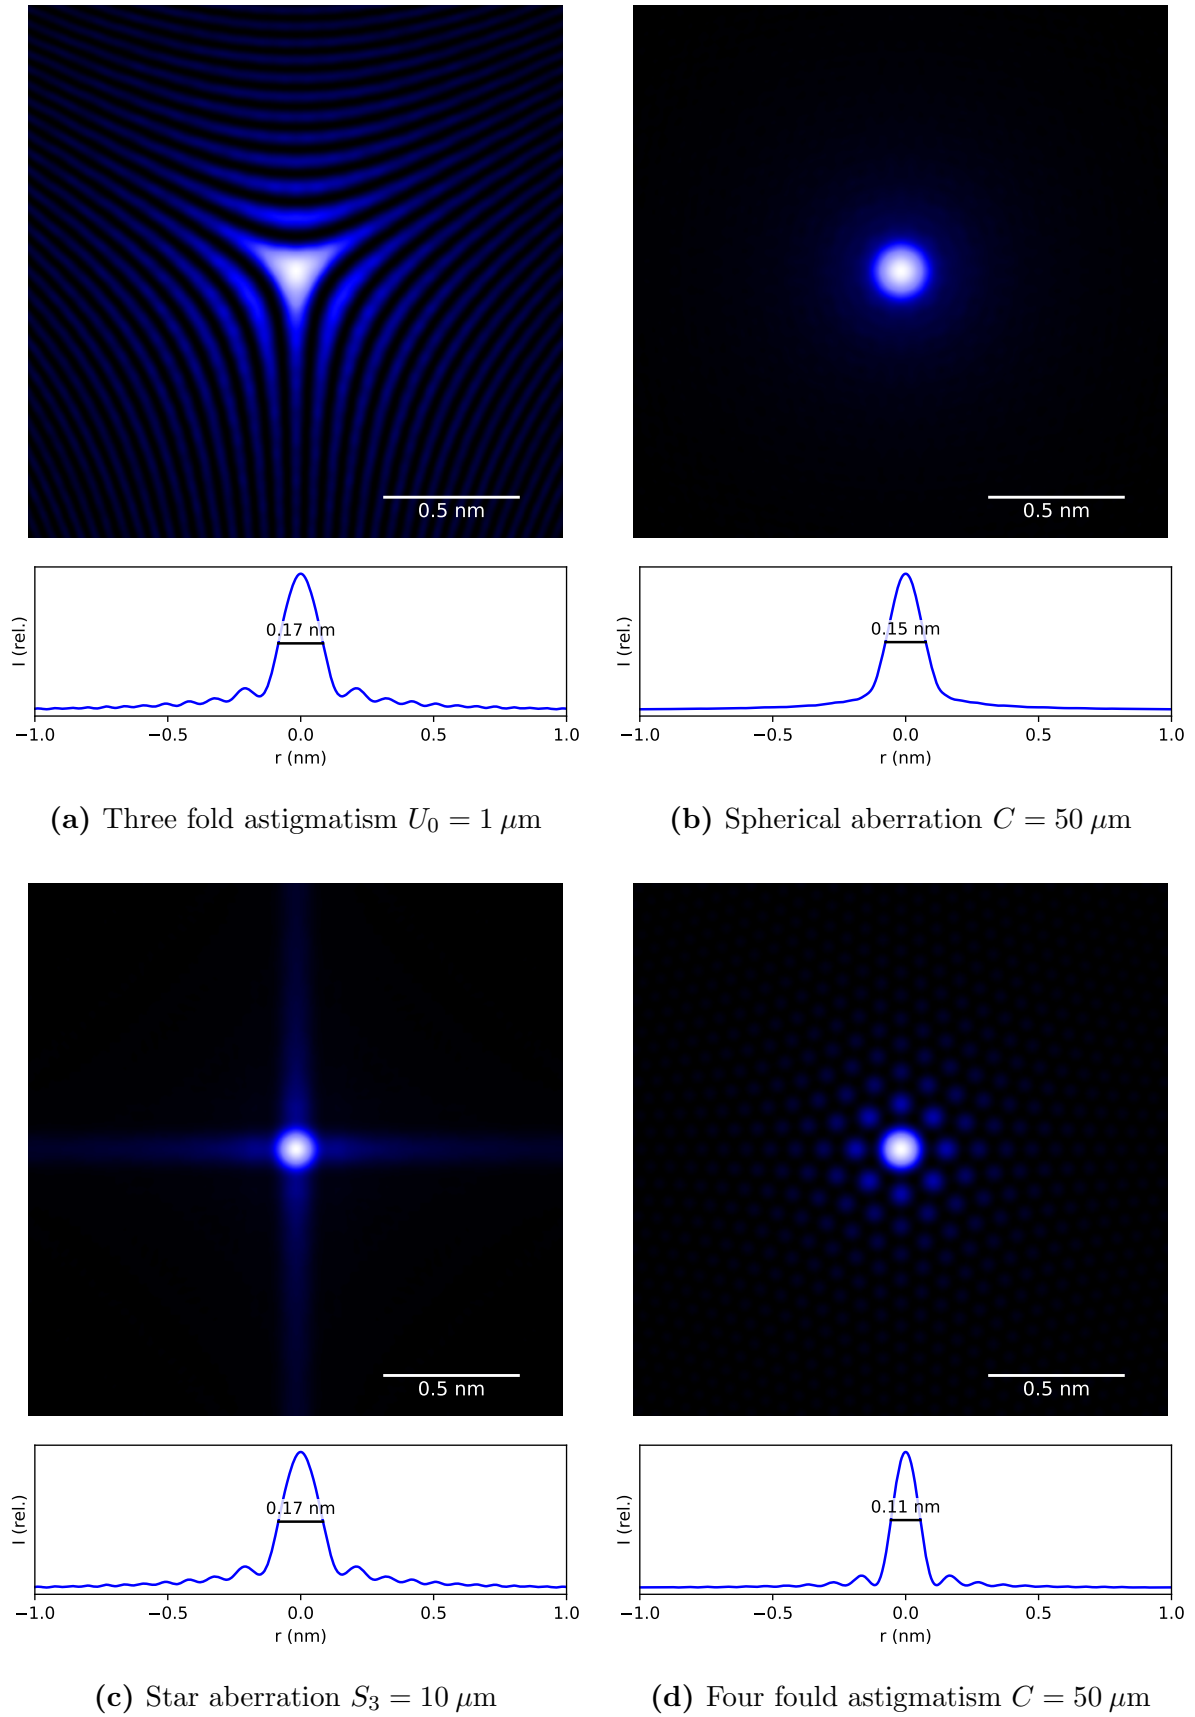 0.5 nm
0.5 nm
I (rel.)
0.17 nm
−1.0 −0.5 0.0 0.5 1.0
r (nm)
I (rel.)
0.15 nm
−1.0 −0.5 0.0 0.5 1.0
r (nm)
(a) Three fold astigmatism U₀ = 1 μm
(b) Spherical aberration C = 50 μm
0.5 nm
0.5 nm
I (rel.)
0.17 nm
−1.0 −0.5 0.0 0.5 1.0
r (nm)
I (rel.)
0.11 nm
−1.0 −0.5 0.0 0.5 1.0
r (nm)
(c) Star aberration S₃ = 10 μm
(d) Four fould astigmatism C = 50 μm